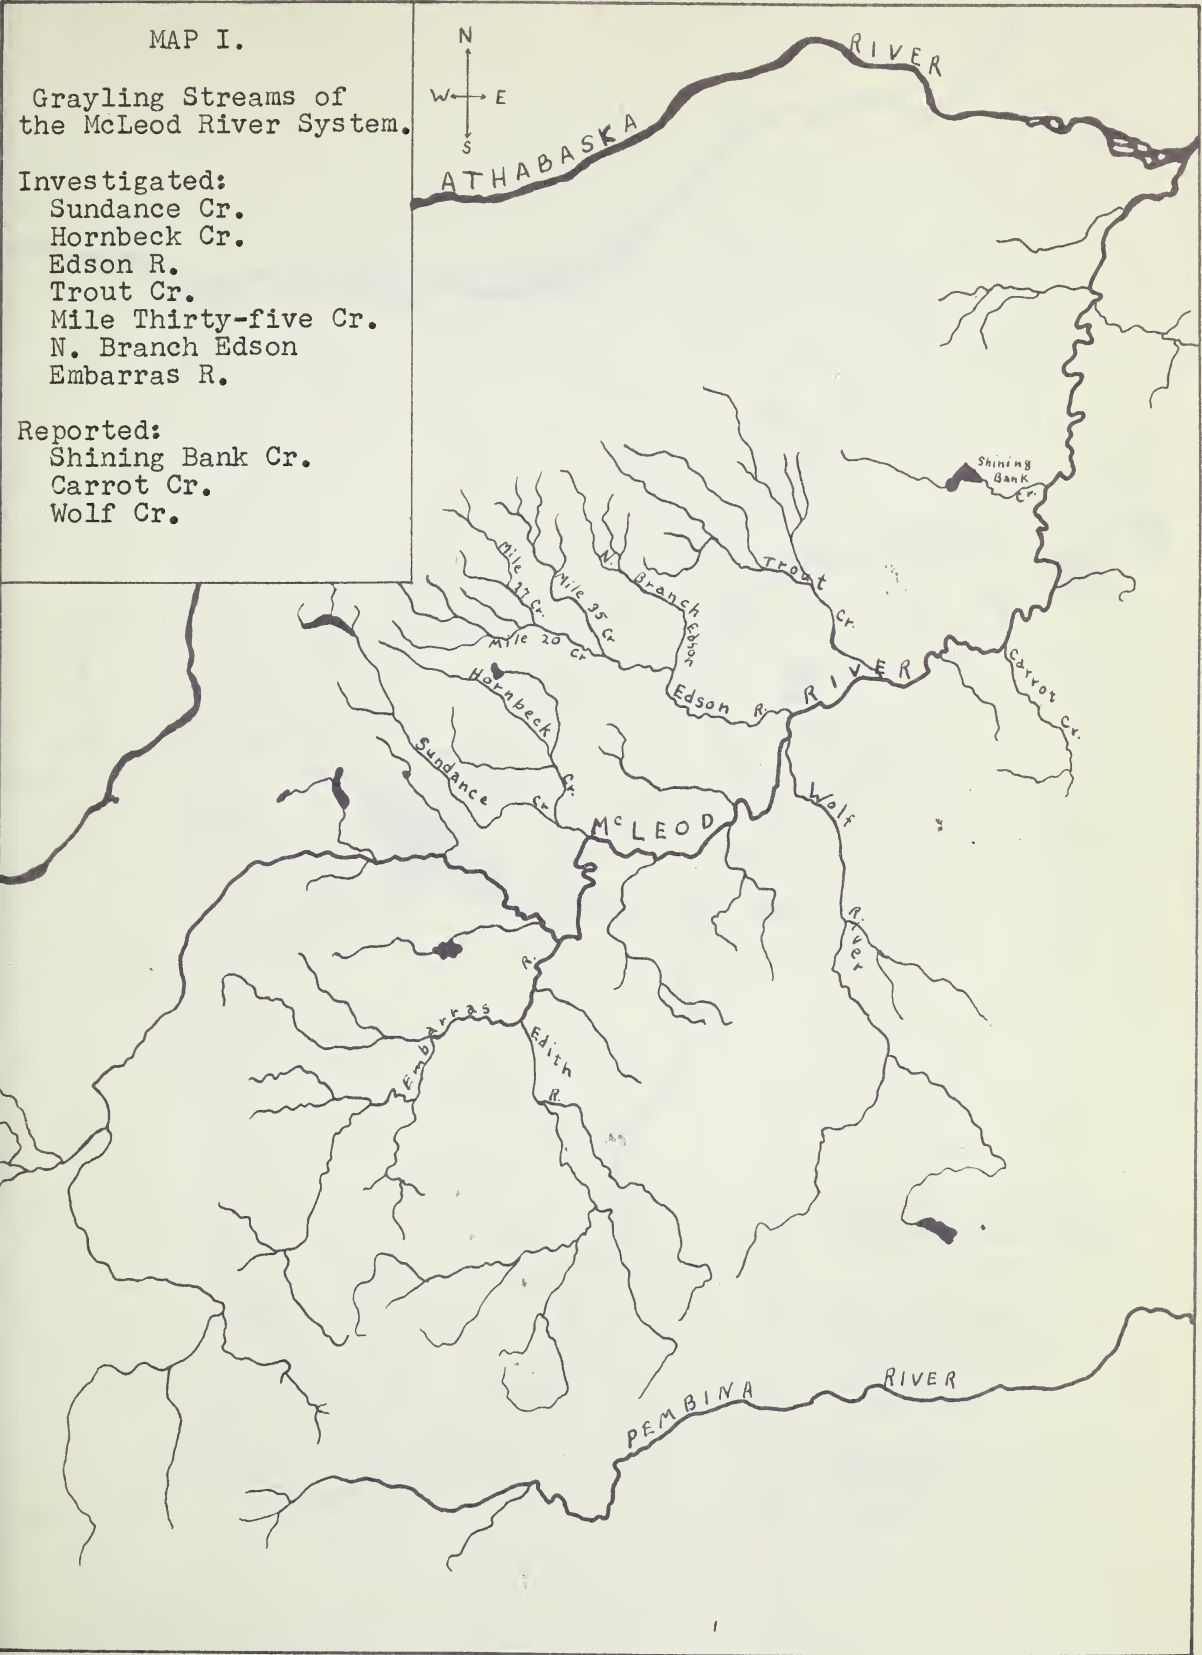 MAP I.
Grayling Streams of
the McLeod River System.
Investigated:
Sundance Cr.
Hornbeck Cr.
Edson R.
Trout Cr.
Mile Thirty-five Cr.
N. Branch Edson
Embarras R.
Reported:
Shining Bank Cr.
Carrot Cr.
Wolf Cr.
N
W E
S
ATHABASKA RIVER
Shining
Bank
Cr.
Mile 27 Cr.
Mile 35 Cr
N. Branch Edson
Trout Cr.
Mile 20 Cr
Hornbeck Cr.
Edson R.
Carrot Cr.
Sundance Cr
McLEOD RIVER
Wolf River
Embarras R.
Edith R.
PEMBINA RIVER
1